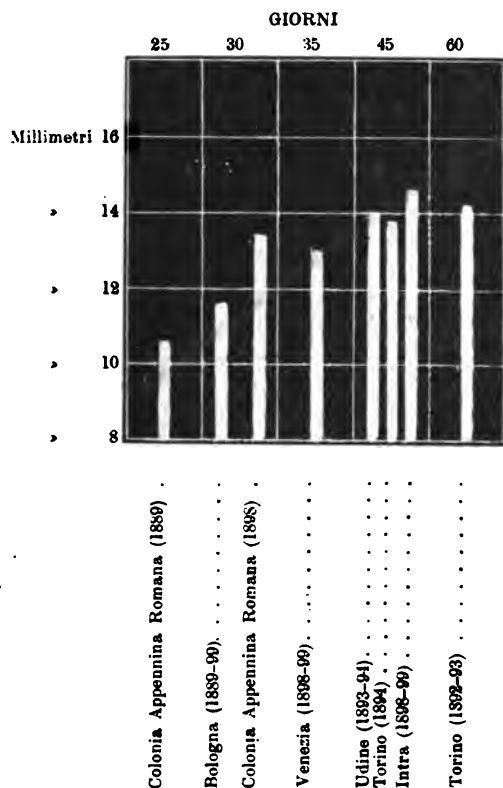 GIORNI
25 30 35 45 60
Millimetri 16
» 14
» 12
» 10
» 8
Colonia Appennina Romana (1889) .
Bologna (1889-99) . . . . . . . .
Colonia Appennina Romana (1898) .
Venezia (1898-99) . . . . . . . .
Udine (1893-94) . . . . . . . . .
Torino (1894) . . . . . . . . . .
Intra (1898-99) . . . . . . . . .
Torino (1892-93) . . . . . . . .